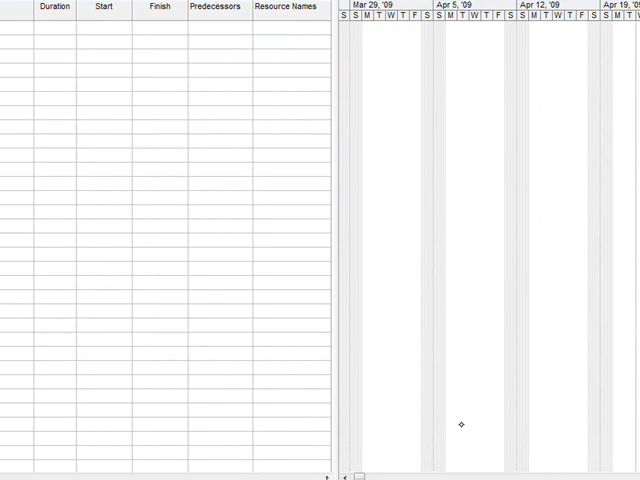 Duration Start Finish Predecessors Resource Names
Mar 29, '09 Apr 5, '09 Apr 12, '09 Apr 19, '09
S S M T W T F S S M T W T F S S M T W T F S S M T W